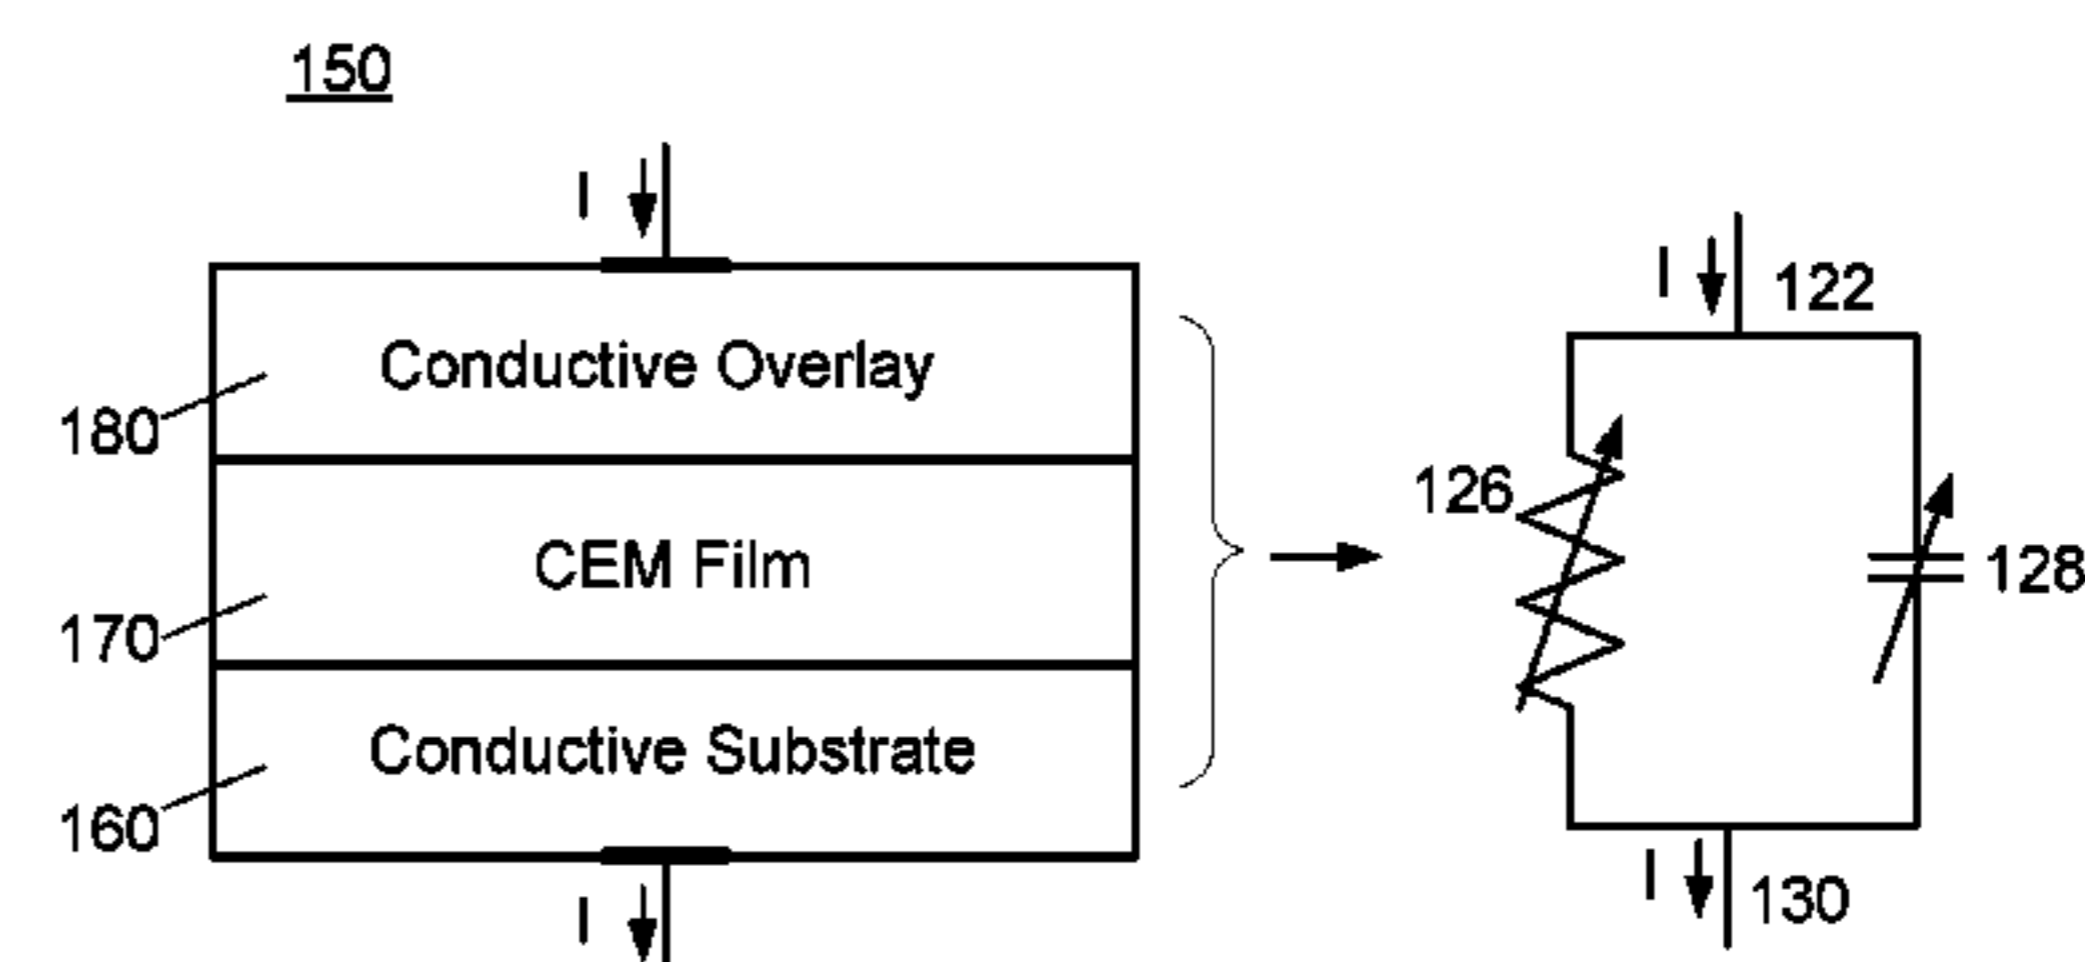 150
I
I
122
Conductive Overlay
180
126
CEM Film
128
170
Conductive Substrate
160
I
130
I